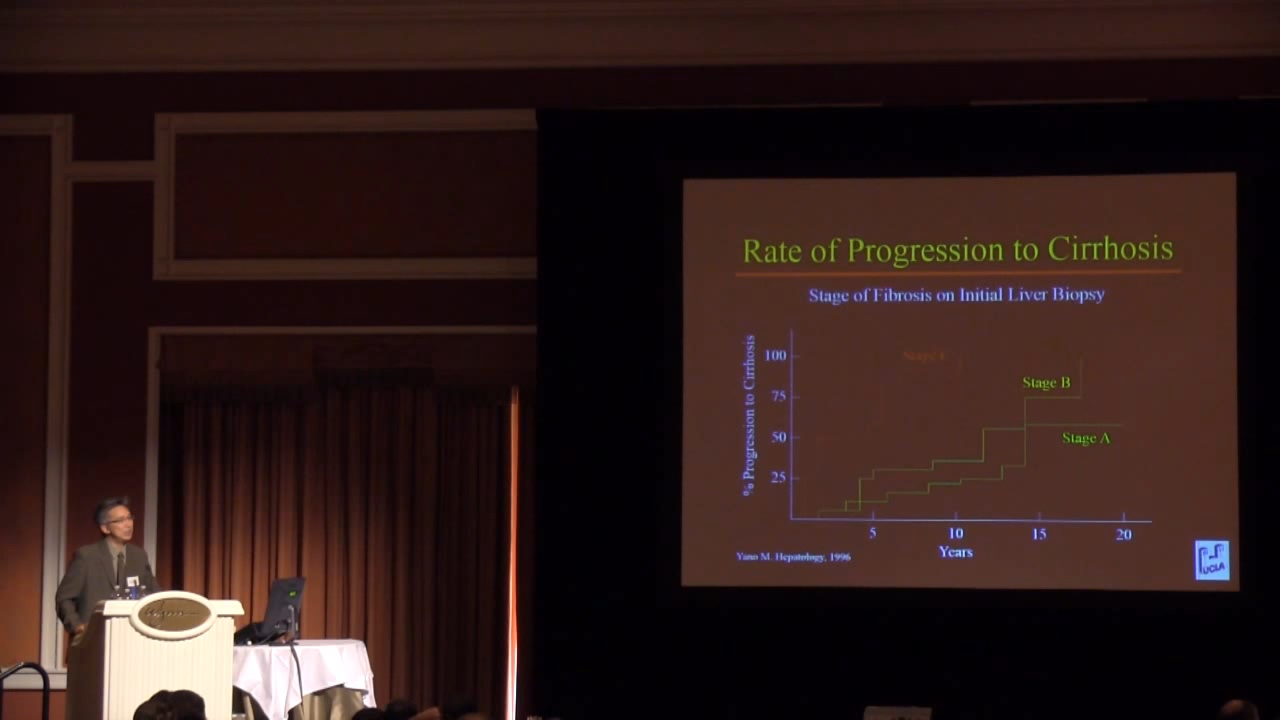 Rate of Progression to Cirrhosis
Stage of Fibrosis on Initial Liver Biopsy
% Progression to Cirrhosis
100
75
50
25
Stage B
Stage A
5
10
15
20
Years
Yano M. Hepatology, 1996
UCLA
Wynn